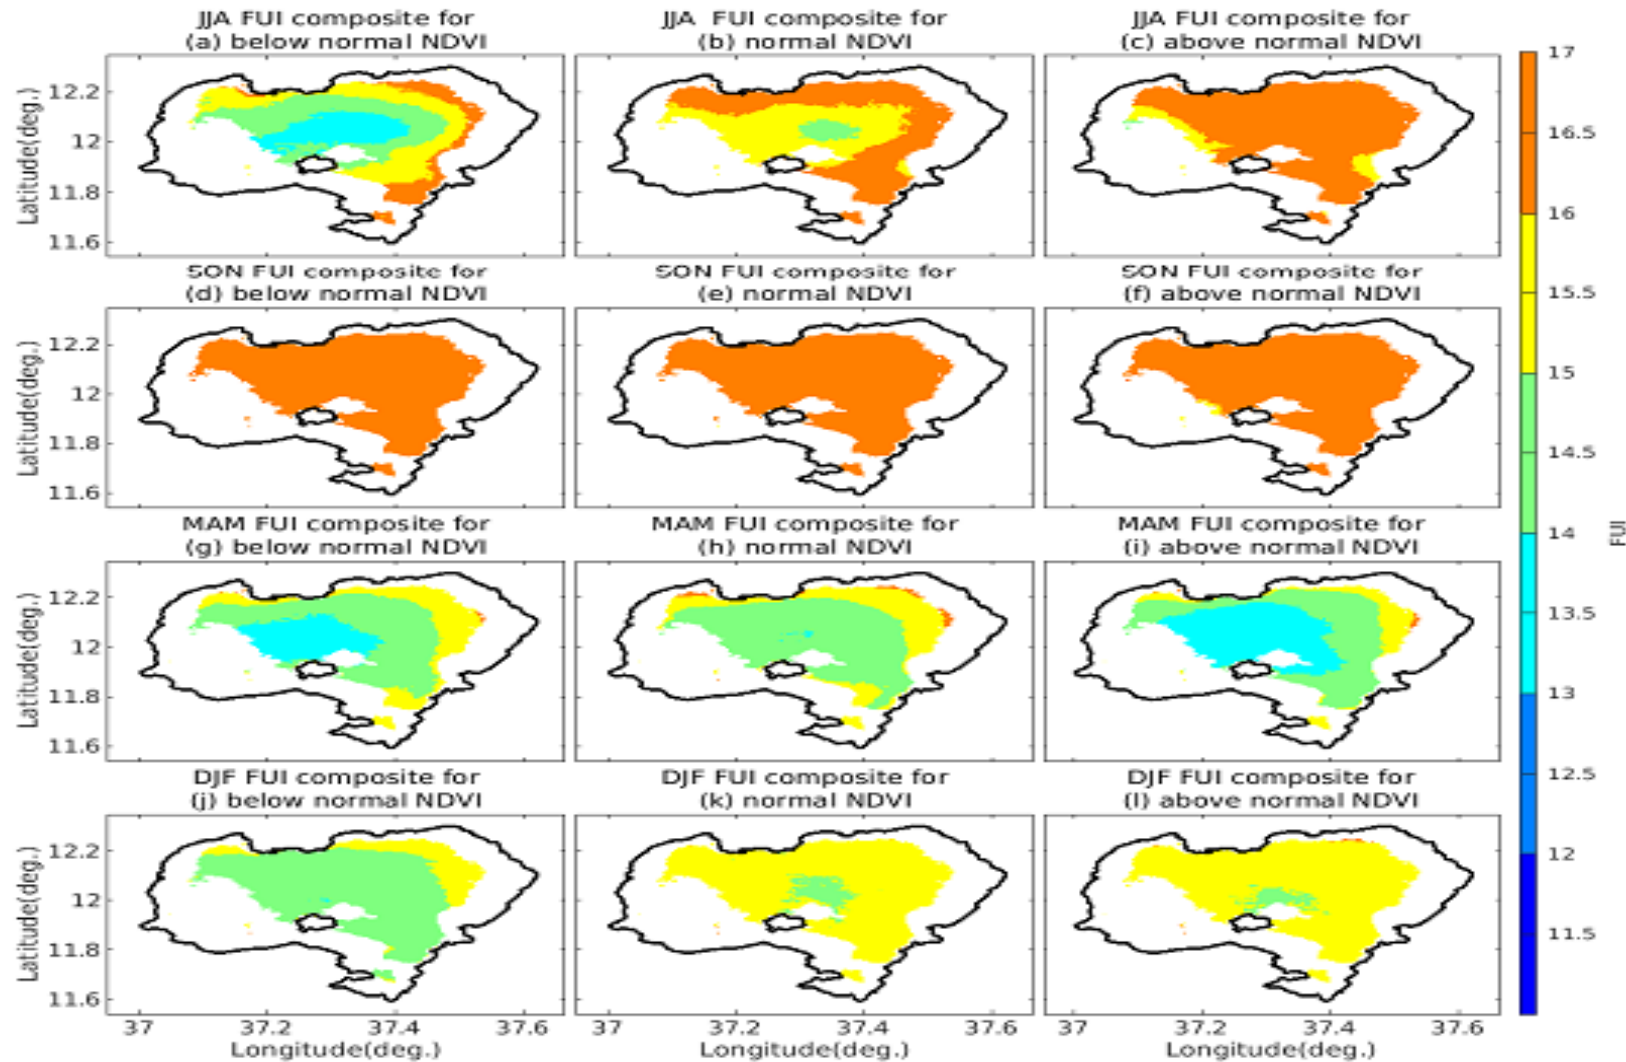 JJA FUI composite for
(a) below normal NDVI
JJA FUI composite for
(b) normal NDVI
JJA FUI composite for
(c) above normal NDVI
12.2
12
11.8
11.6
Latitude(deg.)
SON FUI composite for
(d) below normal NDVI
SON FUI composite for
(e) normal NDVI
SON FUI composite for
(f) above normal NDVI
12.2
12
11.8
11.6
Latitude(deg.)
MAM FUI composite for
(g) below normal NDVI
MAM FUI composite for
(h) normal NDVI
MAM FUI composite for
(i) above normal NDVI
12.2
12
11.8
11.6
Latitude(deg.)
DJF FUI composite for
(j) below normal NDVI
DJF FUI composite for
(k) normal NDVI
DJF FUI composite for
(l) above normal NDVI
12.2
12
11.8
11.6
Latitude(deg.)
37 37.2 37.4 37.6
Longitude(deg.)
37 37.2 37.4 37.6
Longitude(deg.)
37 37.2 37.4 37.6
Longitude(deg.)
17
16.5
16
15.5
15
14.5
14
13.5
13
12.5
12
11.5
FUI